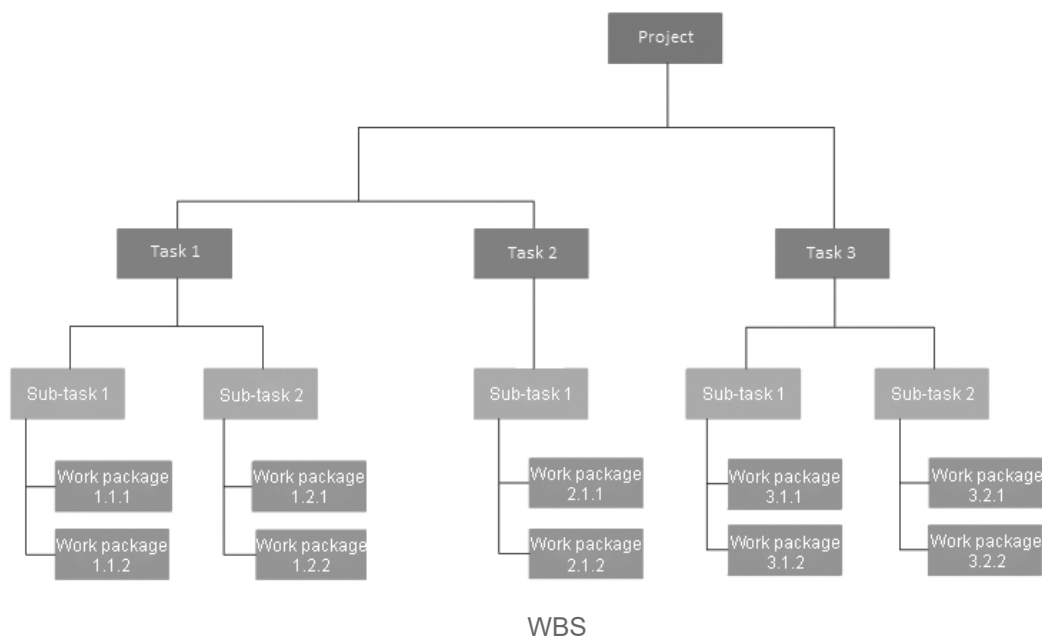 Project
Task 1
Task 2
Task 3
Sub-task 1
Sub-task 2
Sub-task 1
Sub-task 1
Sub-task 2
Work package
1.1.1
Work package
1.2.1
Work package
2.1.1
Work package
3.1.1
Work package
3.2.1
Work package
1.1.2
Work package
1.2.2
Work package
2.1.2
Work package
3.1.2
Work package
3.2.2
WBS